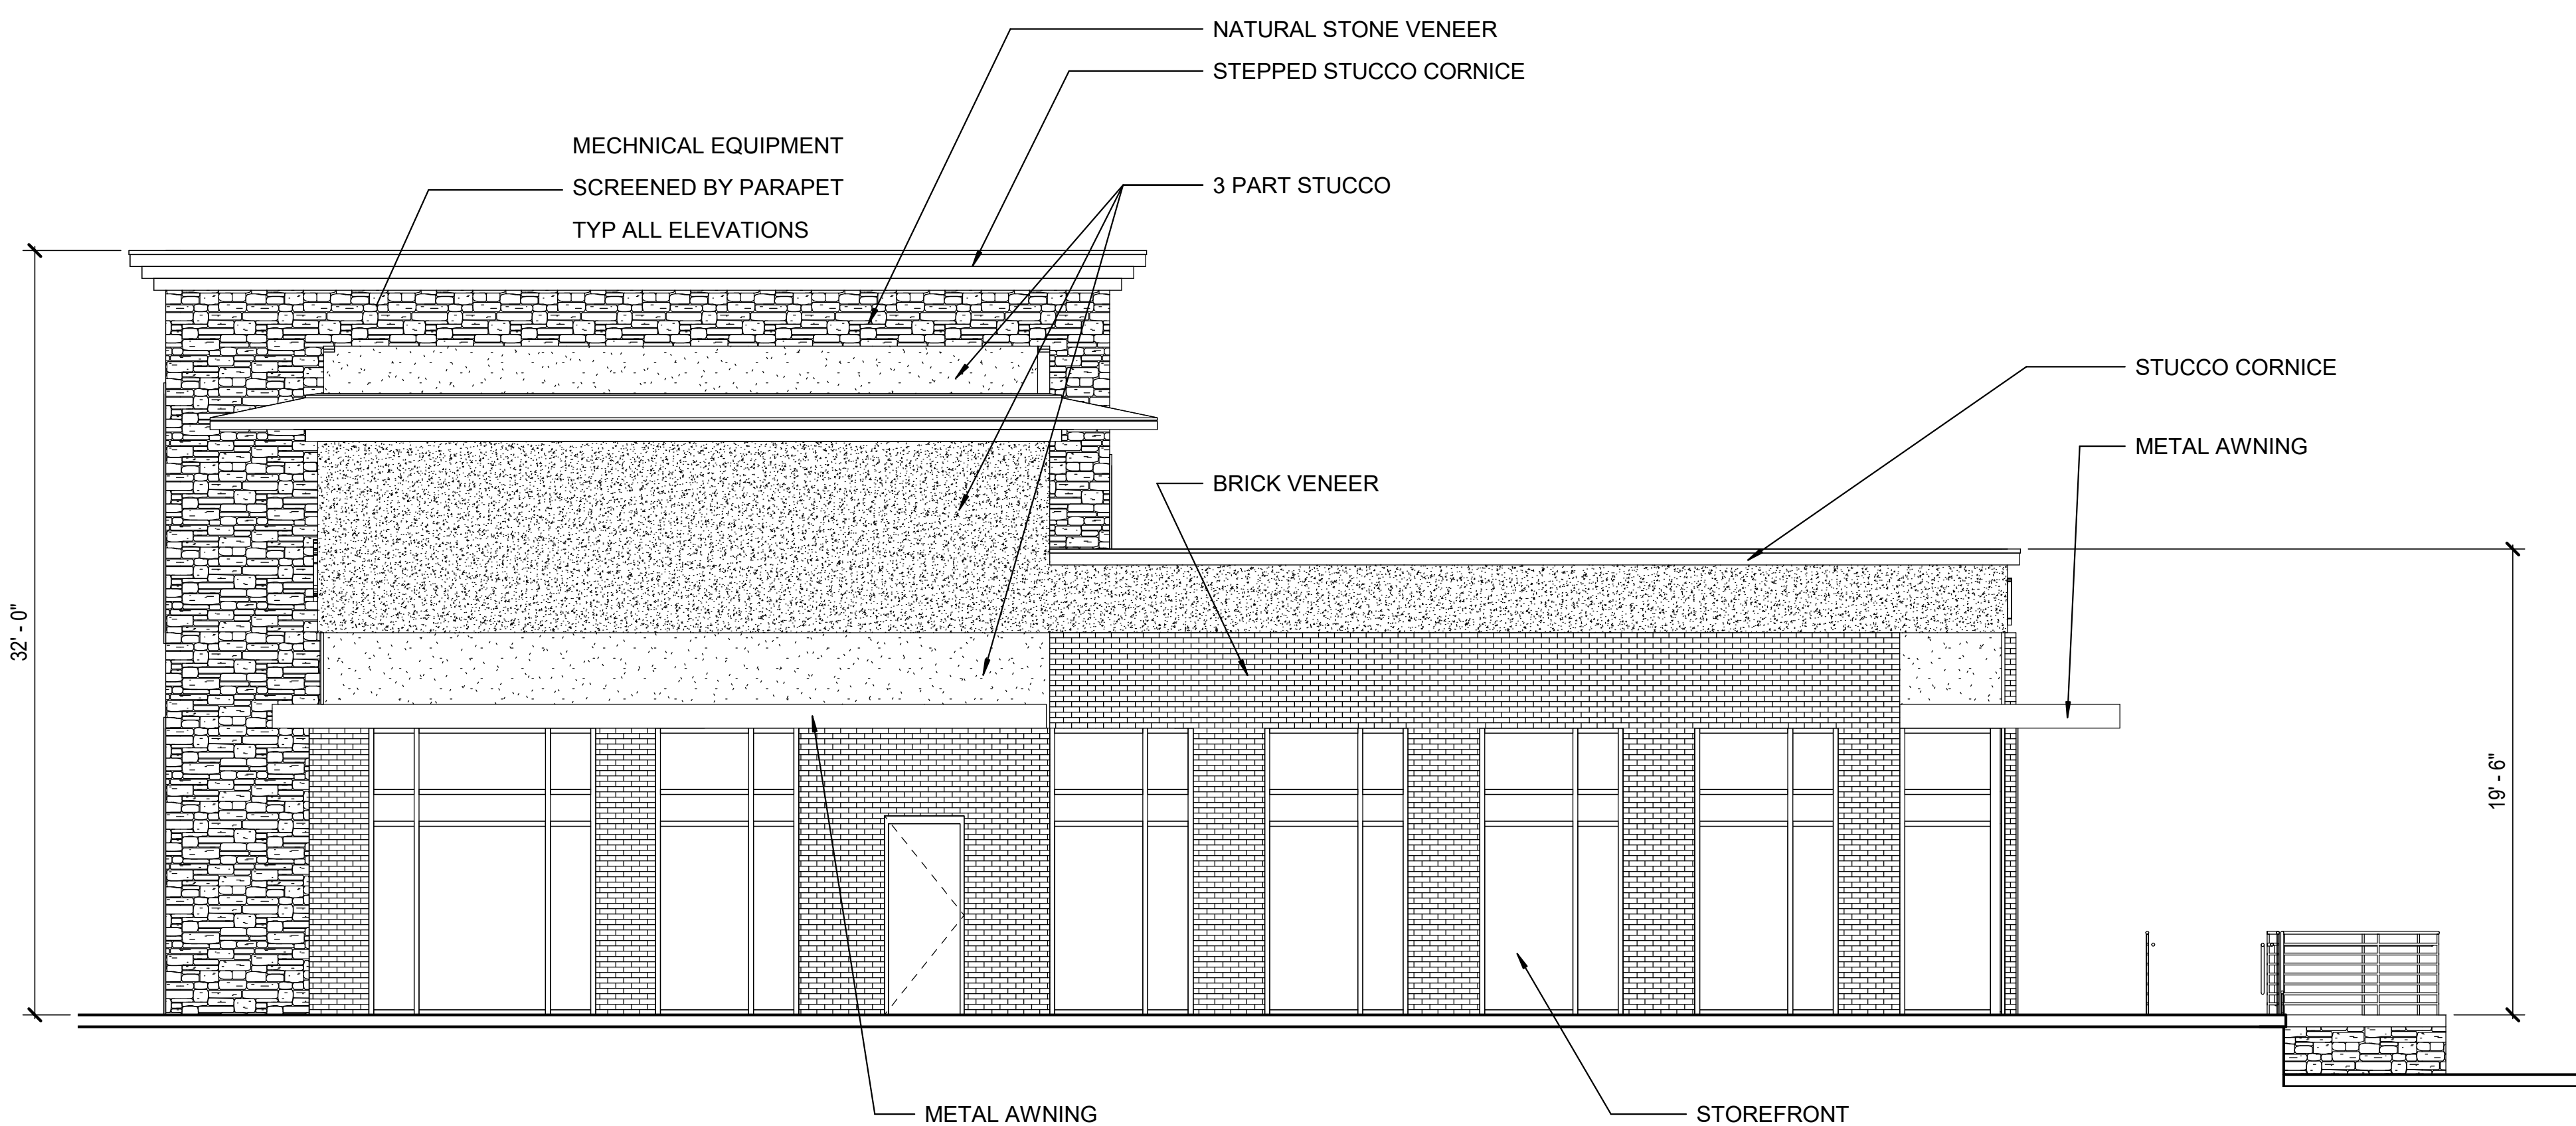 NATURAL STONE VENEER
STEPPED STUCCO CORNICE
MECHNICAL EQUIPMENT
SCREENED BY PARAPET
TYP ALL ELEVATIONS
3 PART STUCCO
STUCCO CORNICE
METAL AWNING
BRICK VENEER
32' - 0"
19' - 6"
METAL AWNING
STOREFRONT